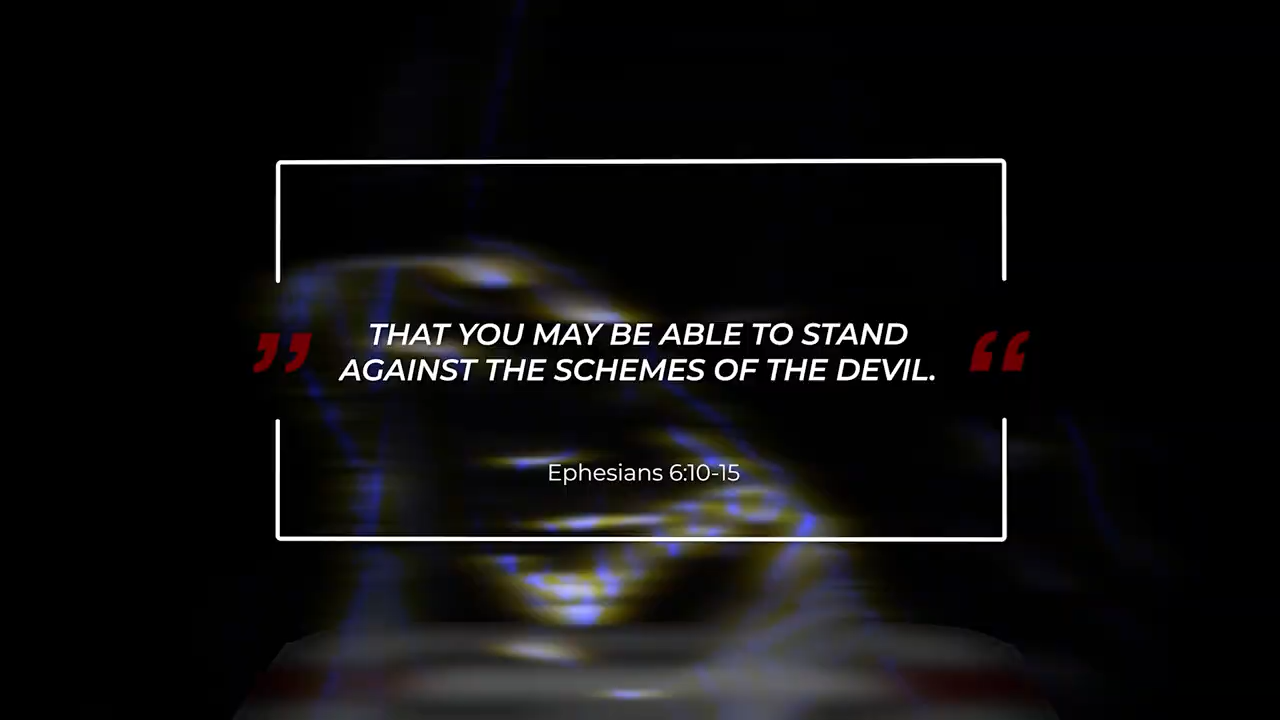 ” THAT YOU MAY BE ABLE TO STAND “
AGAINST THE SCHEMES OF THE DEVIL.
Ephesians 6:10-15